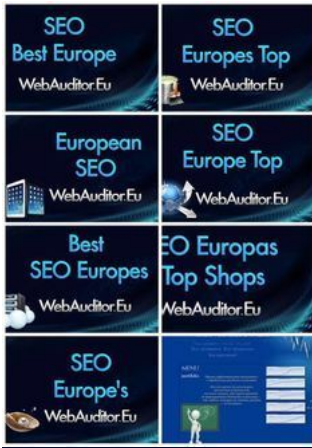 SEO
Best Europe
WebAuditor.Eu
SEO
Europes Top
WebAuditor.Eu
European
SEO
WebAuditor.Eu
SEO
Europe Top
WebAuditor.Eu
Best
SEO Europes
WebAuditor.Eu
EO Europas
Top Shops
WebAuditor.Eu
SEO
Europe's
WebAuditor.Eu
MENU